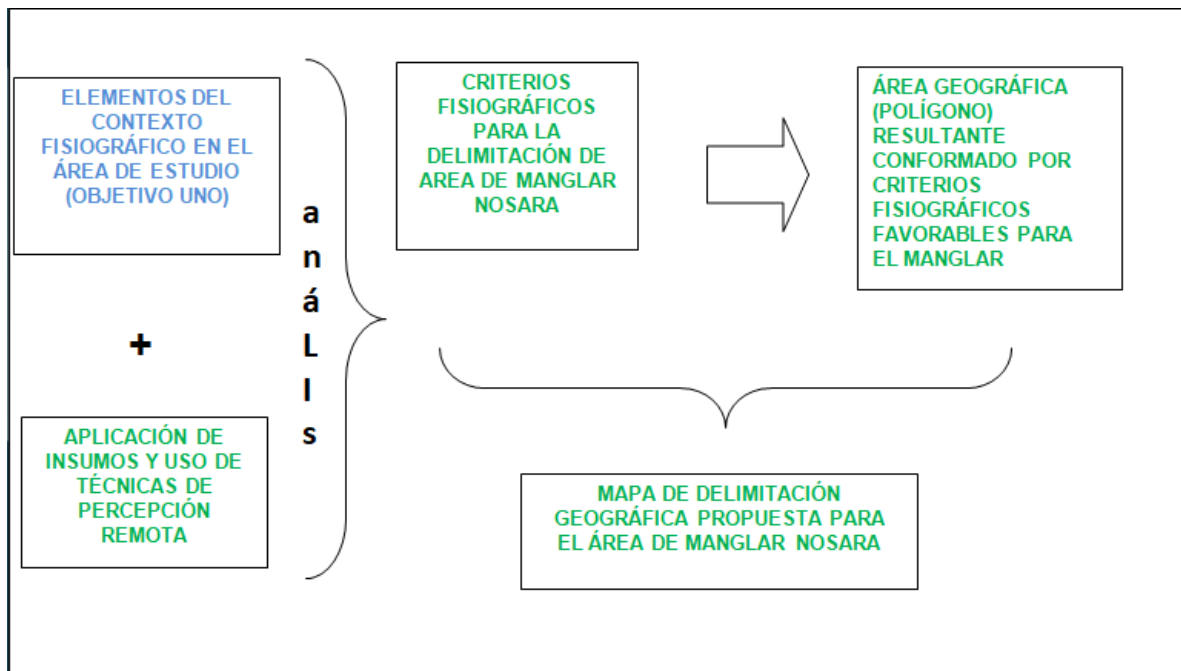 ELEMENTOS DEL
CONTEXTO
FISIOGRÁFICO EN EL
ÁREA DE ESTUDIO
(OBJETIVO UNO)
+
APLICACIÓN DE
INSUMOS Y USO DE
TÉCNICAS DE
PERCEPCIÓN
REMOTA
a
n
á
L
I
s
CRITERIOS
FISIOGRÁFICOS
PARA LA
DELIMITACIÓN DE
AREA DE MANGLAR
NOSARA
ÁREA GEOGRÁFICA
(POLÍGONO)
RESULTANTE
CONFORMADO POR
CRITERIOS
FISIOGRÁFICOS
FAVORABLES PARA
EL MANGLAR
MAPA DE DELIMITACIÓN
GEOGRÁFICA PROPUESTA PARA
EL ÁREA DE MANGLAR NOSARA